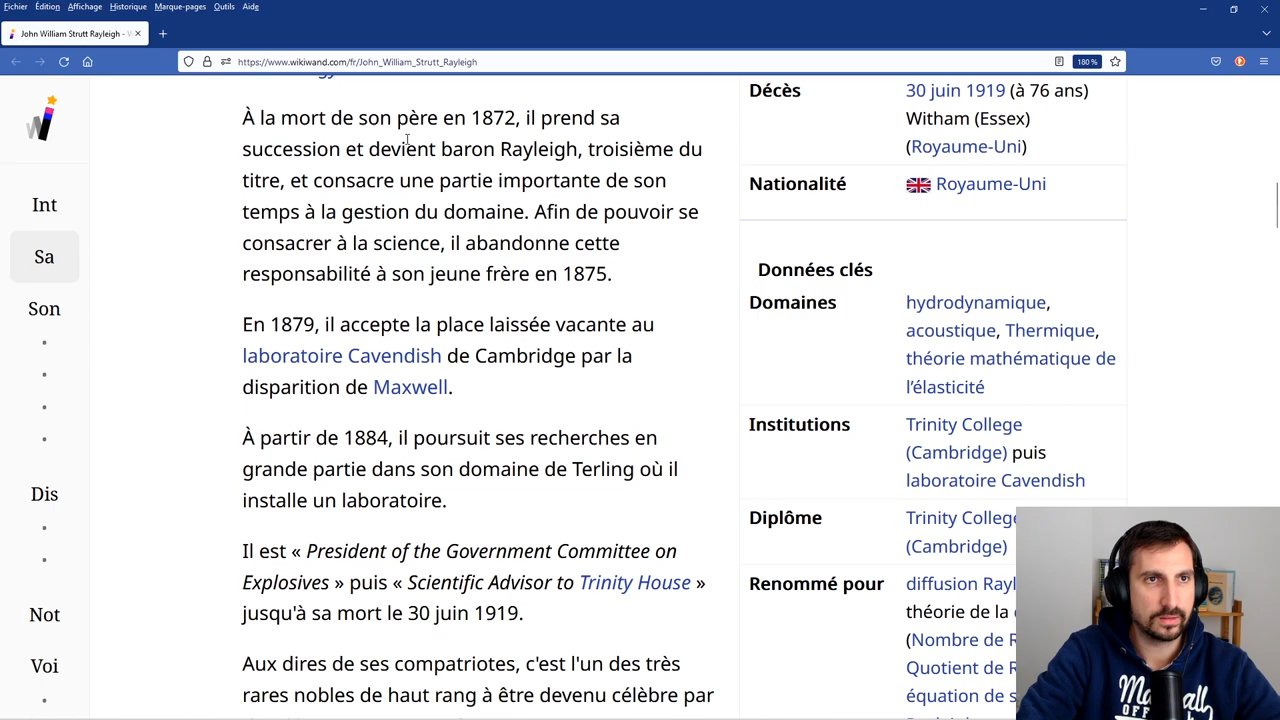 Fichier Édition Affichage Historique Marque-pages Outils Aide
John William Strutt Rayleigh -
https://www.wikiwand.com/fr/John_William_Strutt_Rayleigh
180 %
W
Int
Sa
Son
Dis
Not
Voi
À la mort de son père en 1872, il prend sa
succession et devient baron Rayleigh, troisième du
titre, et consacre une partie importante de son
temps à la gestion du domaine. Afin de pouvoir se
consacrer à la science, il abandonne cette
responsabilité à son jeune frère en 1875.
En 1879, il accepte la place laissée vacante au
laboratoire Cavendish de Cambridge par la
disparition de Maxwell.
À partir de 1884, il poursuit ses recherches en
grande partie dans son domaine de Terling où il
installe un laboratoire.
Il est « President of the Government Committee on
Explosives » puis « Scientific Advisor to Trinity House »
jusqu'à sa mort le 30 juin 1919.
Aux dires de ses compatriotes, c'est l'un des très
rares nobles de haut rang à être devenu célèbre par
Décès
30 juin 1919 (à 76 ans)
Witham (Essex)
(Royaume-Uni)
Nationalité
Royaume-Uni
Données clés
Domaines
hydrodynamique,
acoustique, Thermique,
théorie mathématique de
l'élasticité
Institutions
Trinity College
(Cambridge) puis
laboratoire Cavendish
Diplôme
Trinity College
(Cambridge)
Renommé pour
diffusion Rayl
théorie de la
(Nombre de R
Quotient de R
équation de s
Marshall